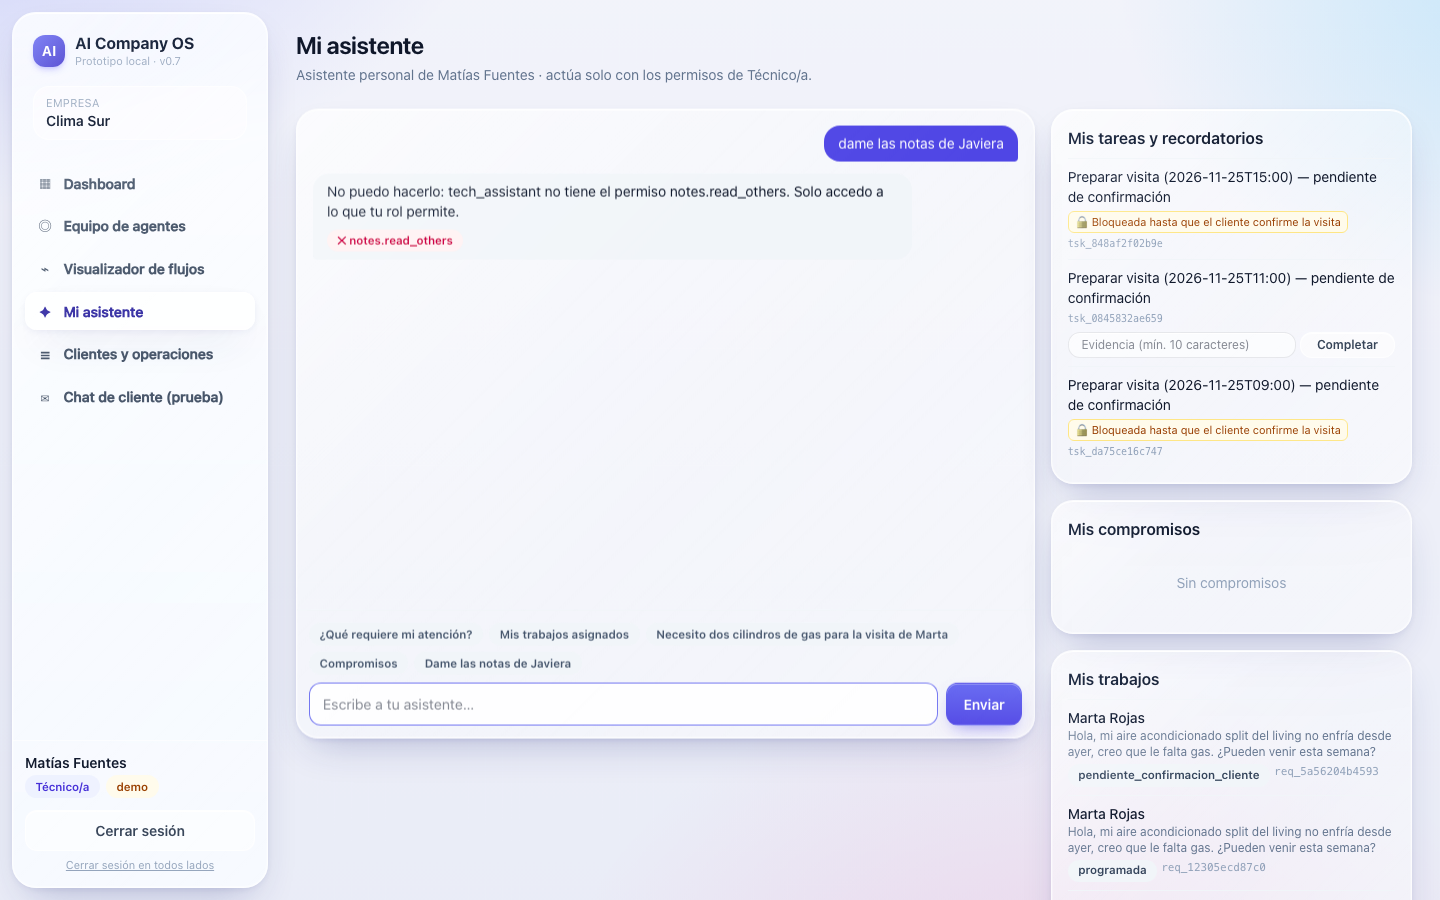 AI
AI Company OS
Prototipo local · v0.7
EMPRESA
Clima Sur
Dashboard
Equipo de agentes
Visualizador de flujos
Mi asistente
Clientes y operaciones
Chat de cliente (prueba)
Matías Fuentes
Técnico/a
demo
Cerrar sesión
Cerrar sesión en todos lados
Mi asistente
Asistente personal de Matías Fuentes · actúa solo con los permisos de Técnico/a.
dame las notas de Javiera
No puedo hacerlo: tech_assistant no tiene el permiso notes.read_others. Solo accedo a
lo que tu rol permite.
✕ notes.read_others
¿Qué requiere mi atención?
Mis trabajos asignados
Necesito dos cilindros de gas para la visita de Marta
Compromisos
Dame las notas de Javiera
Escribe a tu asistente...
Enviar
Mis tareas y recordatorios
Preparar visita (2026-11-25T15:00) — pendiente
de confirmación
🔒 Bloqueada hasta que el cliente confirme la visita
tsk_848af2f02b9e
Preparar visita (2026-11-25T11:00) — pendiente de
confirmación
tsk_0845832ae659
Evidencia (mín. 10 caracteres)
Completar
Preparar visita (2026-11-25T09:00) — pendiente
de confirmación
🔒 Bloqueada hasta que el cliente confirme la visita
tsk_da75ce16c747
Mis compromisos
Sin compromisos
Mis trabajos
Marta Rojas
Hola, mi aire acondicionado split del living no enfría desde
ayer, creo que le falta gas. ¿Pueden venir esta semana?
pendiente_confirmacion_cliente
req_5a56204b4593
Marta Rojas
Hola, mi aire acondicionado split del living no enfría desde
ayer, creo que le falta gas. ¿Pueden venir esta semana?
programada
req_12305ecd87c0